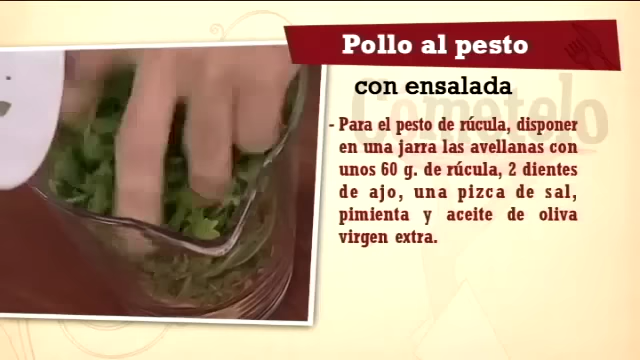 Pollo al pesto
con ensalada
Cómetelo
- Para el pesto de rúcula, disponer
en una jarra las avellanas con
unos 60 g. de rúcula, 2 dientes
de ajo, una pizca de sal,
pimienta y aceite de oliva
virgen extra.